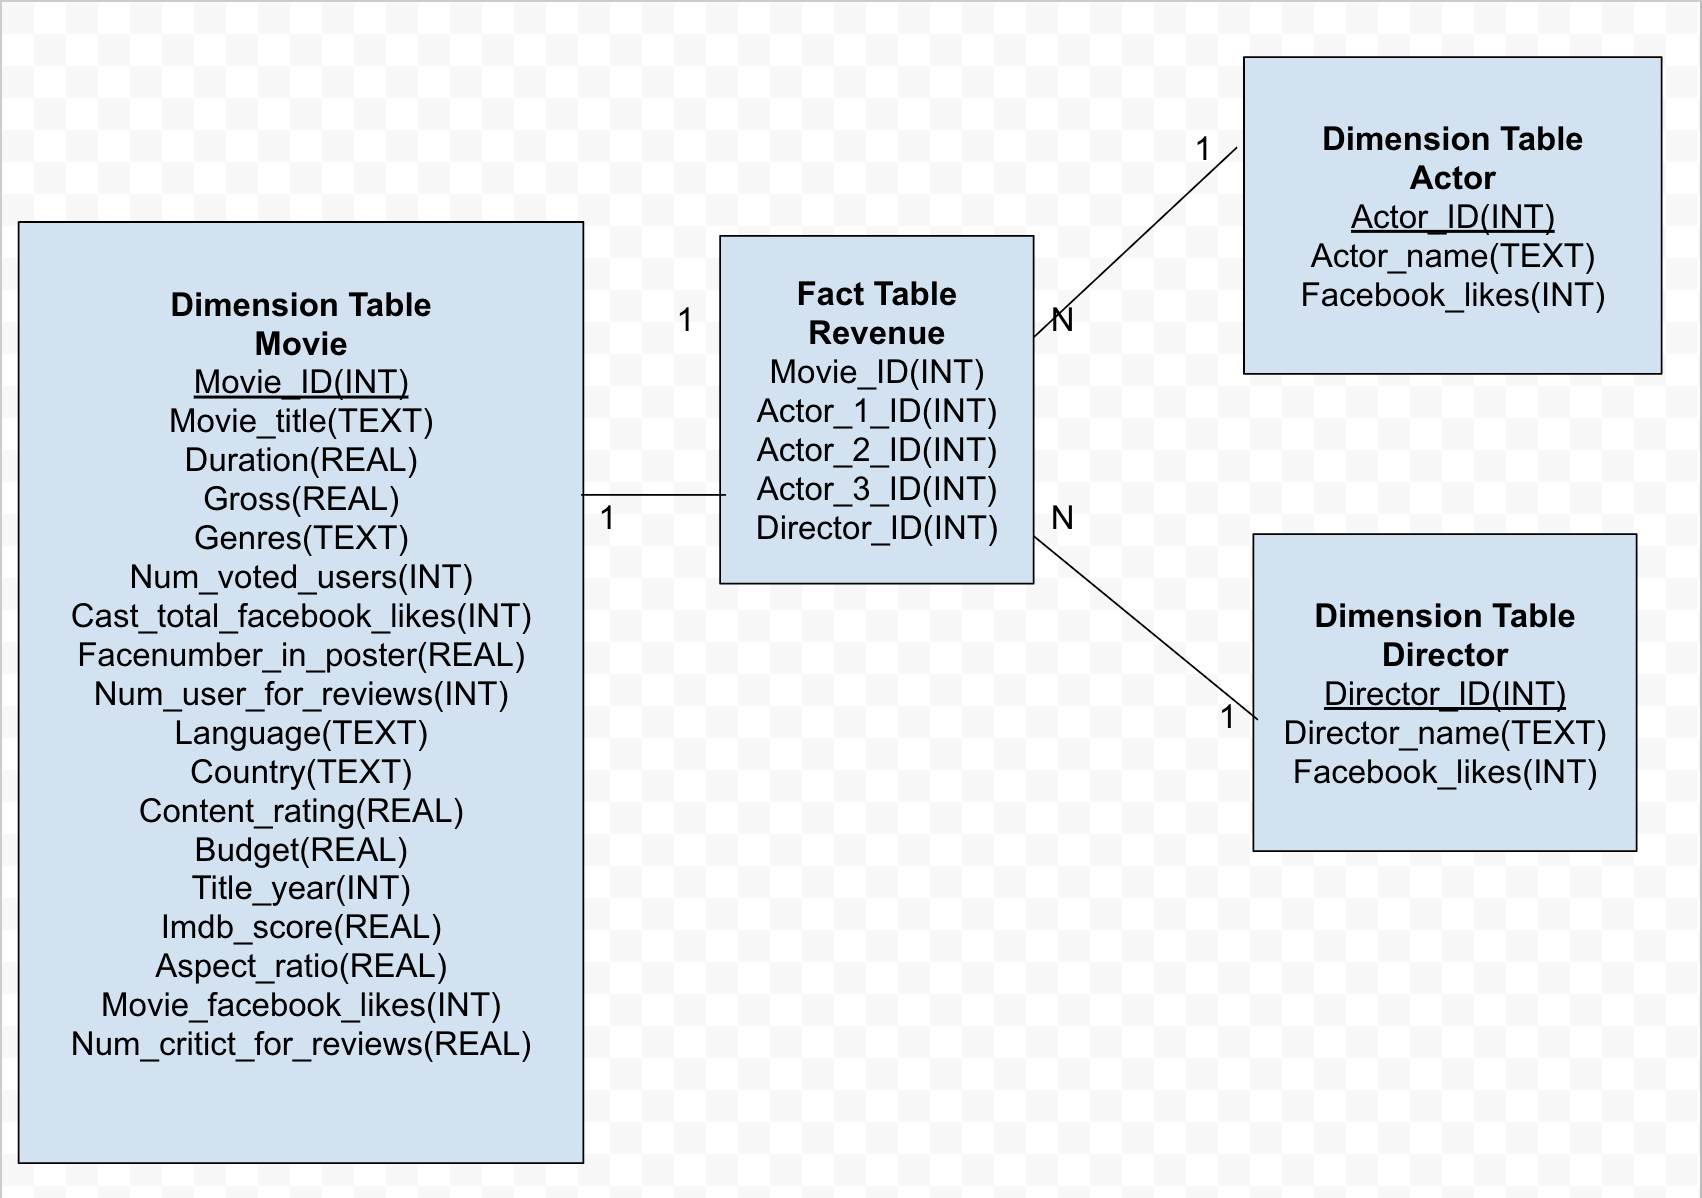 Dimension Table
Movie
Movie_ID(INT)
Movie_title(TEXT)
Duration(REAL)
Gross(REAL)
Genres(TEXT)
Num_voted_users(INT)
Cast_total_facebook_likes(INT)
Facenumber_in_poster(REAL)
Num_user_for_reviews(INT)
Language(TEXT)
Country(TEXT)
Content_rating(REAL)
Budget(REAL)
Title_year(INT)
Imdb_score(REAL)
Aspect_ratio(REAL)
Movie_facebook_likes(INT)
Num_critict_for_reviews(REAL)
1
1
Fact Table
Revenue
Movie_ID(INT)
Actor_1_ID(INT)
Actor_2_ID(INT)
Actor_3_ID(INT)
Director_ID(INT)
N
1
N
1
Dimension Table
Actor
Actor_ID(INT)
Actor_name(TEXT)
Facebook_likes(INT)
Dimension Table
Director
Director_ID(INT)
Director_name(TEXT)
Facebook_likes(INT)